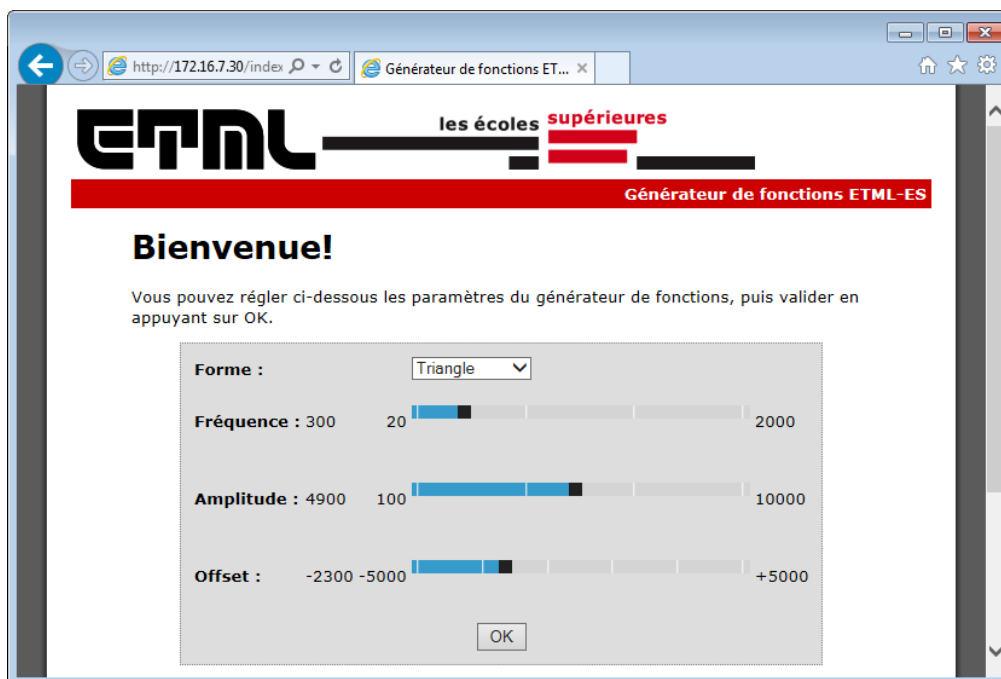 http://172.16.7.30/index
Générateur de fonctions ET...
ETML
les écoles supérieures
Générateur de fonctions ETML-ES
Bienvenue!
Vous pouvez régler ci-dessous les paramètres du générateur de fonctions, puis valider en
appuyant sur OK.
Forme : Triangle
Fréquence : 300 20 2000
Amplitude : 4900 100 10000
Offset : -2300 -5000 +5000
OK